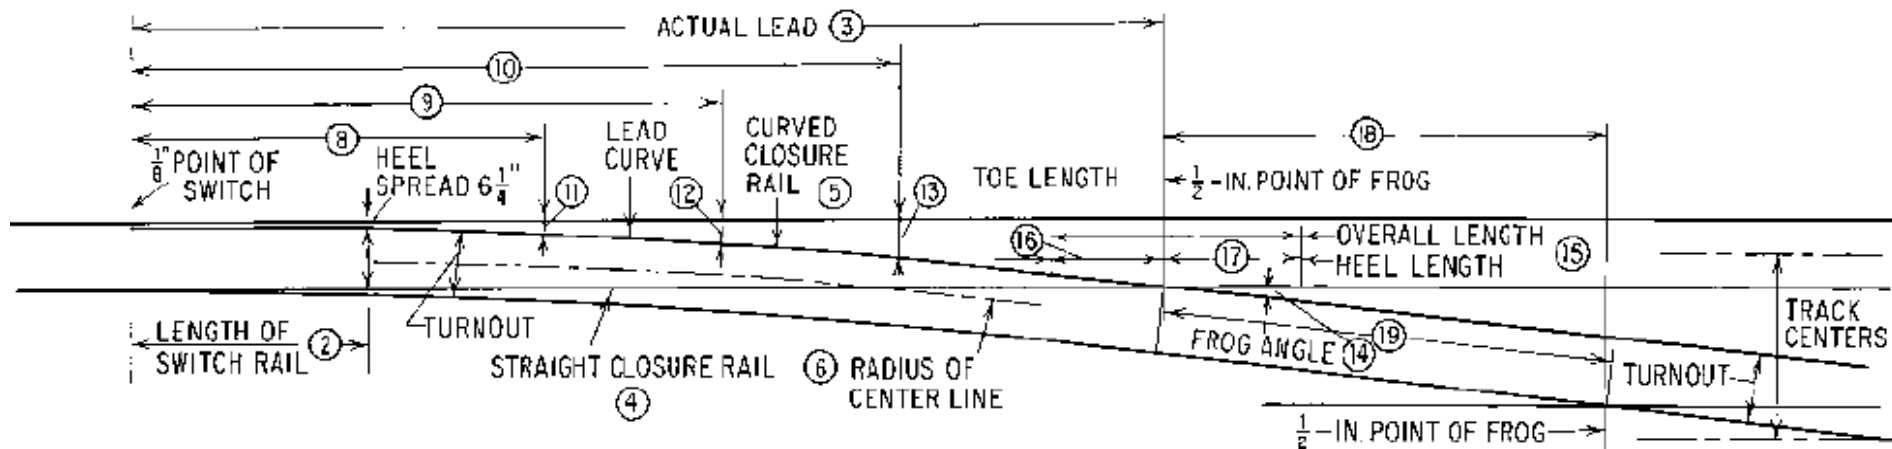 ACTUAL LEAD ③
⑩
⑨
⑧
⑱
1/8" POINT OF
SWITCH
HEEL
SPREAD 6 1/4"
⑪
LEAD
CURVE
⑫
CURVED
CLOSURE
RAIL ⑤
⑬
TOE LENGTH
1/2-IN. POINT OF FROG
⑯
⑰
OVERALL LENGTH
HEEL LENGTH
⑮
LENGTH OF
SWITCH RAIL ②
TURNOUT
STRAIGHT CLOSURE RAIL
④
⑥ RADIUS OF
CENTER LINE
FROG ANGLE ⑭
⑲
TRACK
CENTERS
TURNOUT
1/2-IN. POINT OF FROG